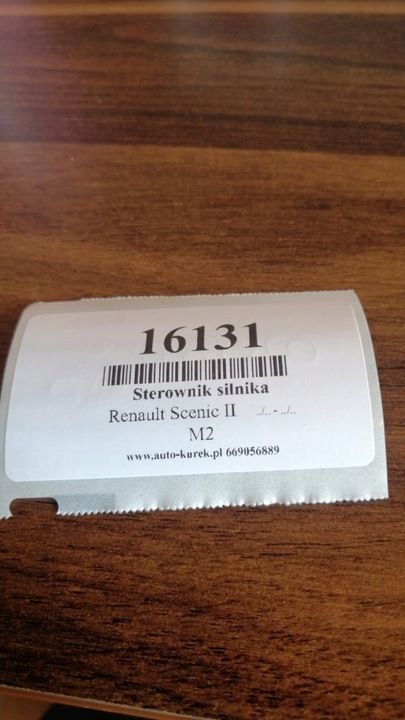 16131
Sterownik silnika
Renault Scenic II ../.. - ../..
M2
www.auto-kurek.pl 669056889